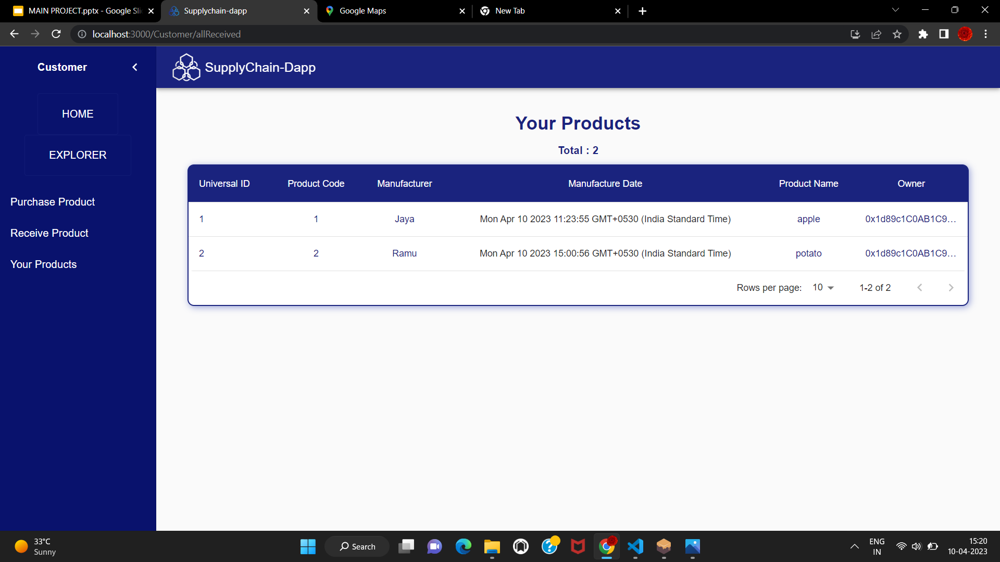 MAIN PROJECT.pptx - Google Sli
Supplychain-dapp
Google Maps
New Tab
localhost:3000/Customer/allReceived
Customer
SupplyChain-Dapp
HOME
EXPLORER
Purchase Product
Receive Product
Your Products
Your Products
Total : 2
Universal ID Product Code Manufacturer Manufacture Date Product Name Owner
1 1 Jaya Mon Apr 10 2023 11:23:55 GMT+0530 (India Standard Time) apple 0x1d89c1C0AB1C9...
2 2 Ramu Mon Apr 10 2023 15:00:56 GMT+0530 (India Standard Time) potato 0x1d89c1C0AB1C9...
Rows per page: 10 1-2 of 2
33°C
Sunny
Search
ENG
IN
15:20
10-04-2023